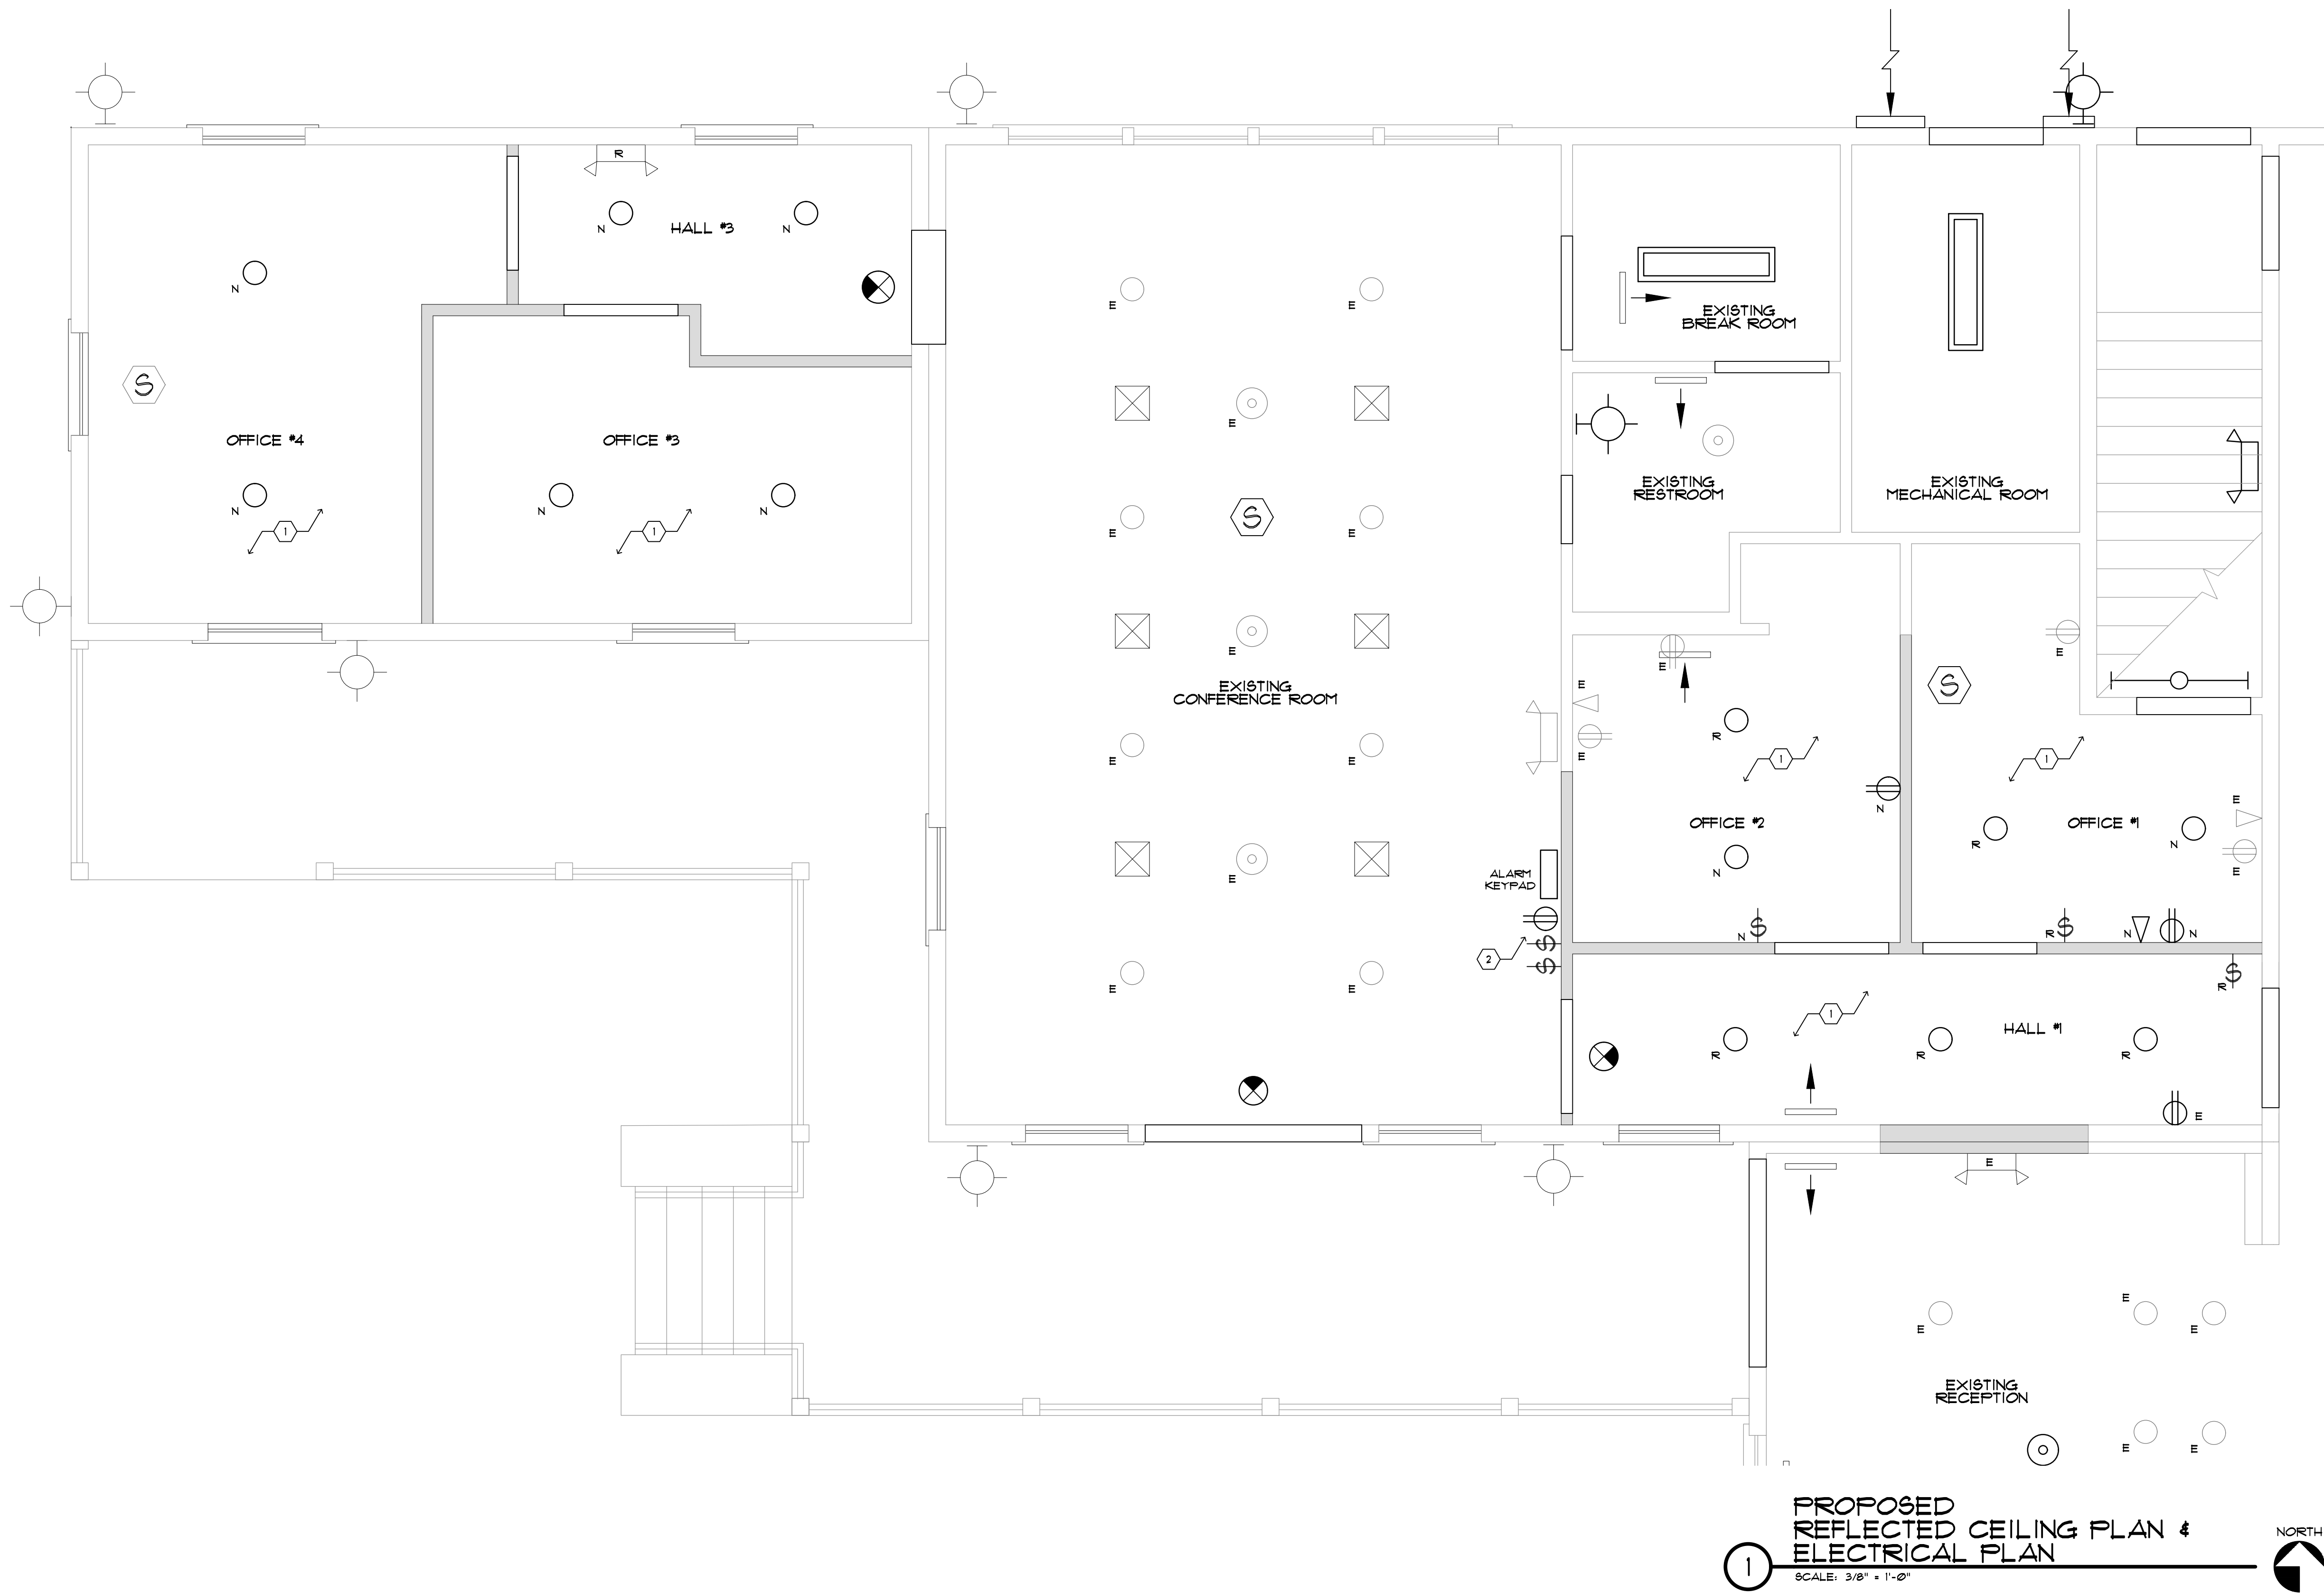 R
N
HALL #3
N
N
E
E
EXISTING
BREAK ROOM
S
E
OFFICE #4
OFFICE #3
EXISTING
RESTROOM
EXISTING
MECHANICAL ROOM
N
N
N
1
1
E
S
E
E
E
E
E
EXISTING
CONFERENCE ROOM
E
S
R
1
1
E
E
E
N
E
OFFICE #2
OFFICE #1
R
N
E
ALARM
KEYPAD
E
N
N
S
R
S
N
N
S
S
2
R
S
E
E
1
HALL #1
R
R
R
E
E
E
E
E
EXISTING
RECEPTION
E
E
PROPOSED
REFLECTED CEILING PLAN &
ELECTRICAL PLAN
1
SCALE: 3/8" = 1'-0"
NORTH